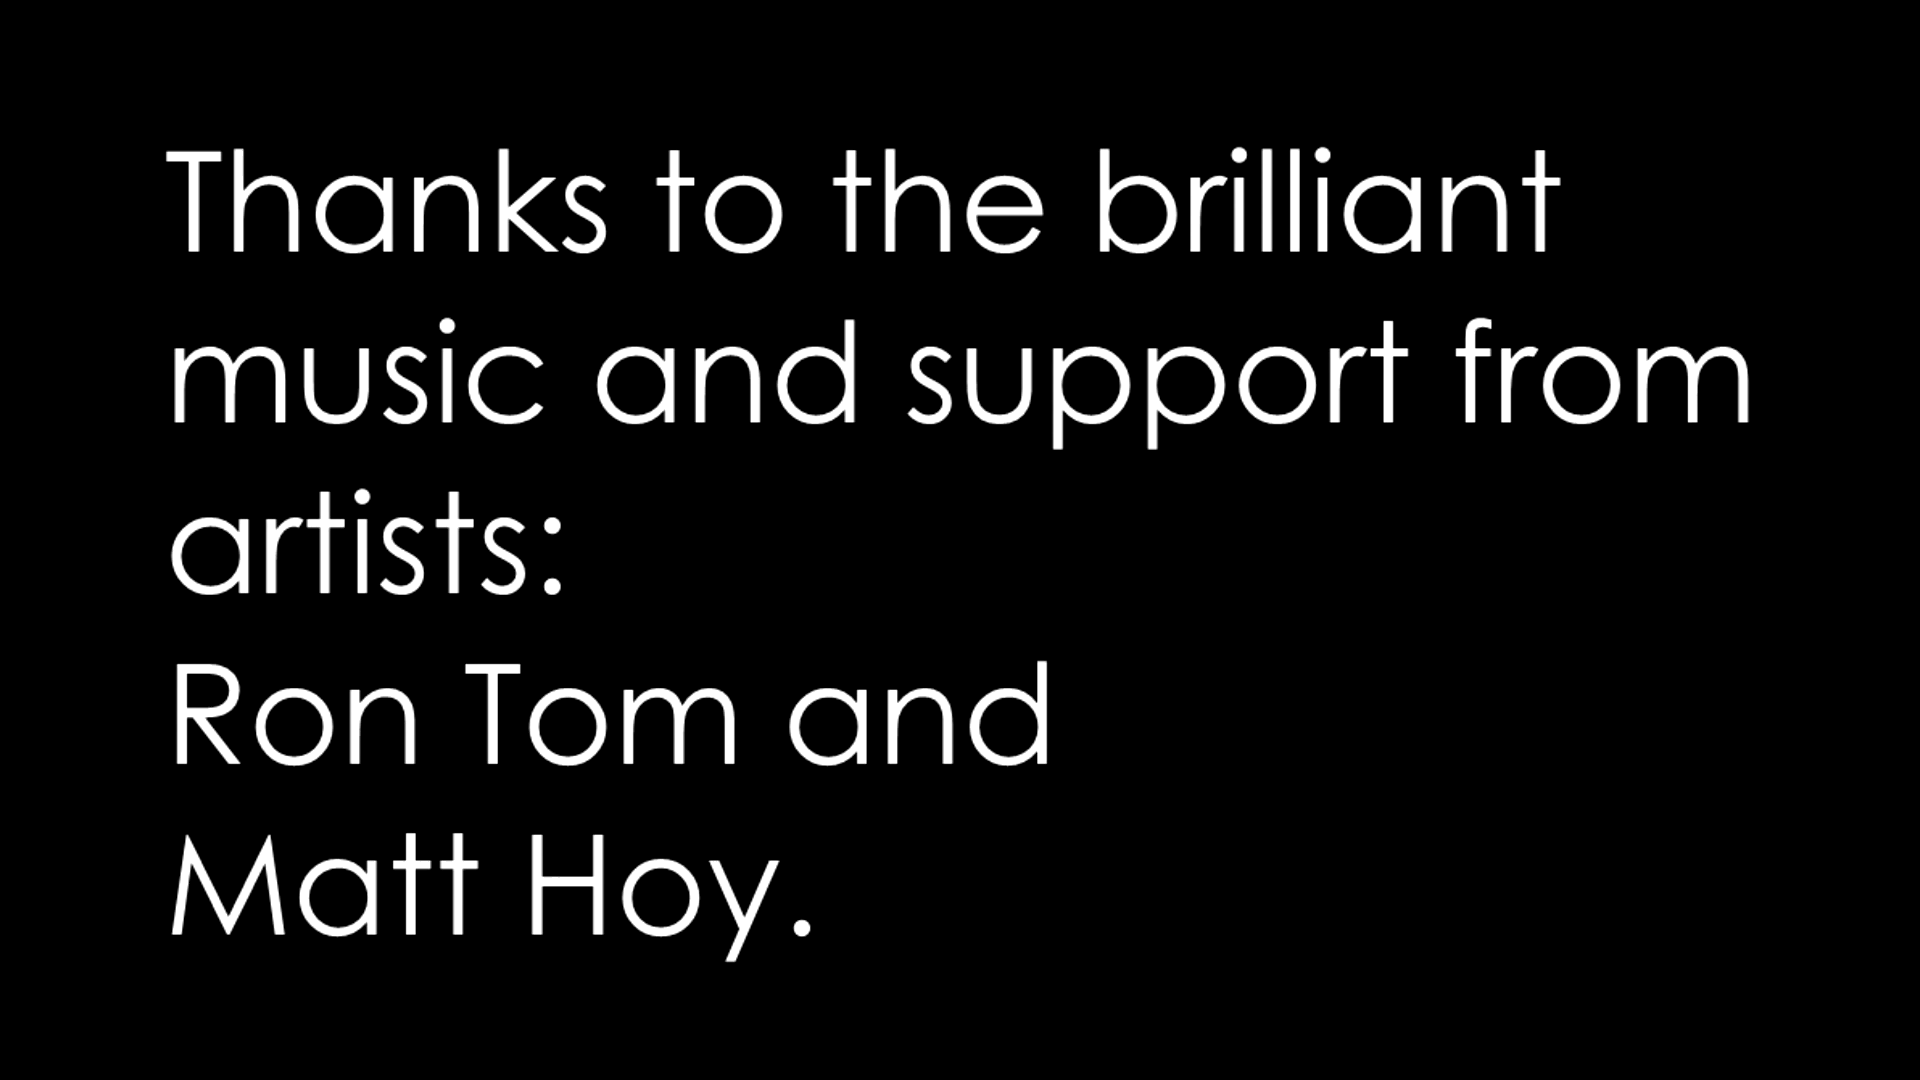 Thanks to the brilliant
music and support from
artists:
Ron Tom and
Matt Hoy.